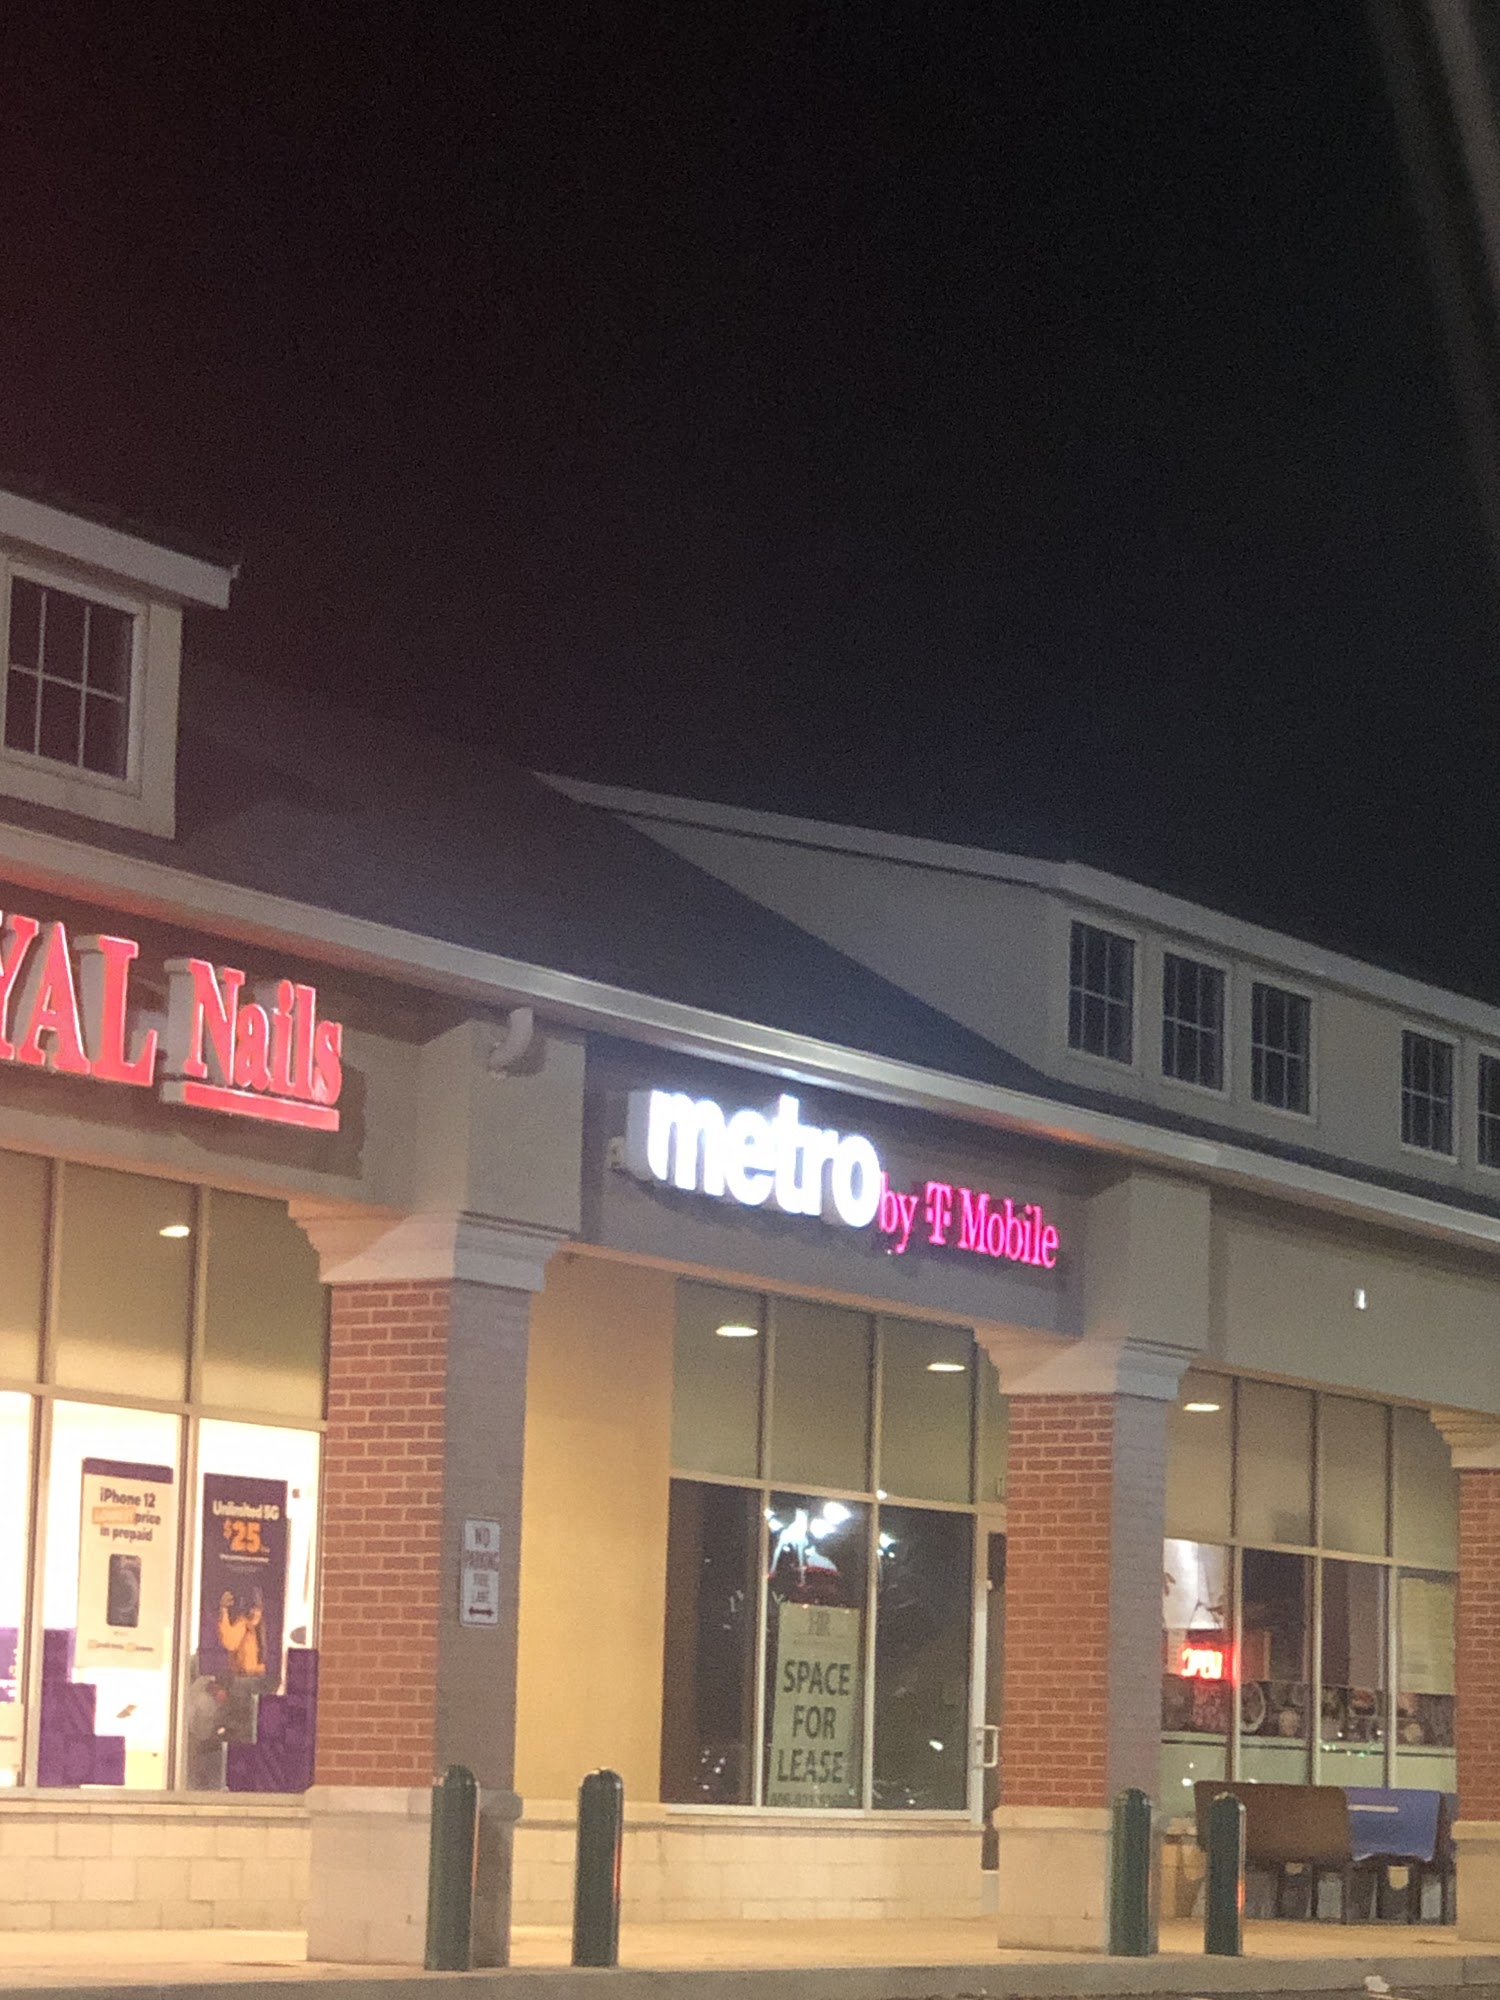 YAL Nails
metro by T Mobile
iPhone 12
price
in prepaid
Unlimited 5G
$25
NO
PARKING
FIRE
LANE
SPACE
FOR
LEASE
OPEN